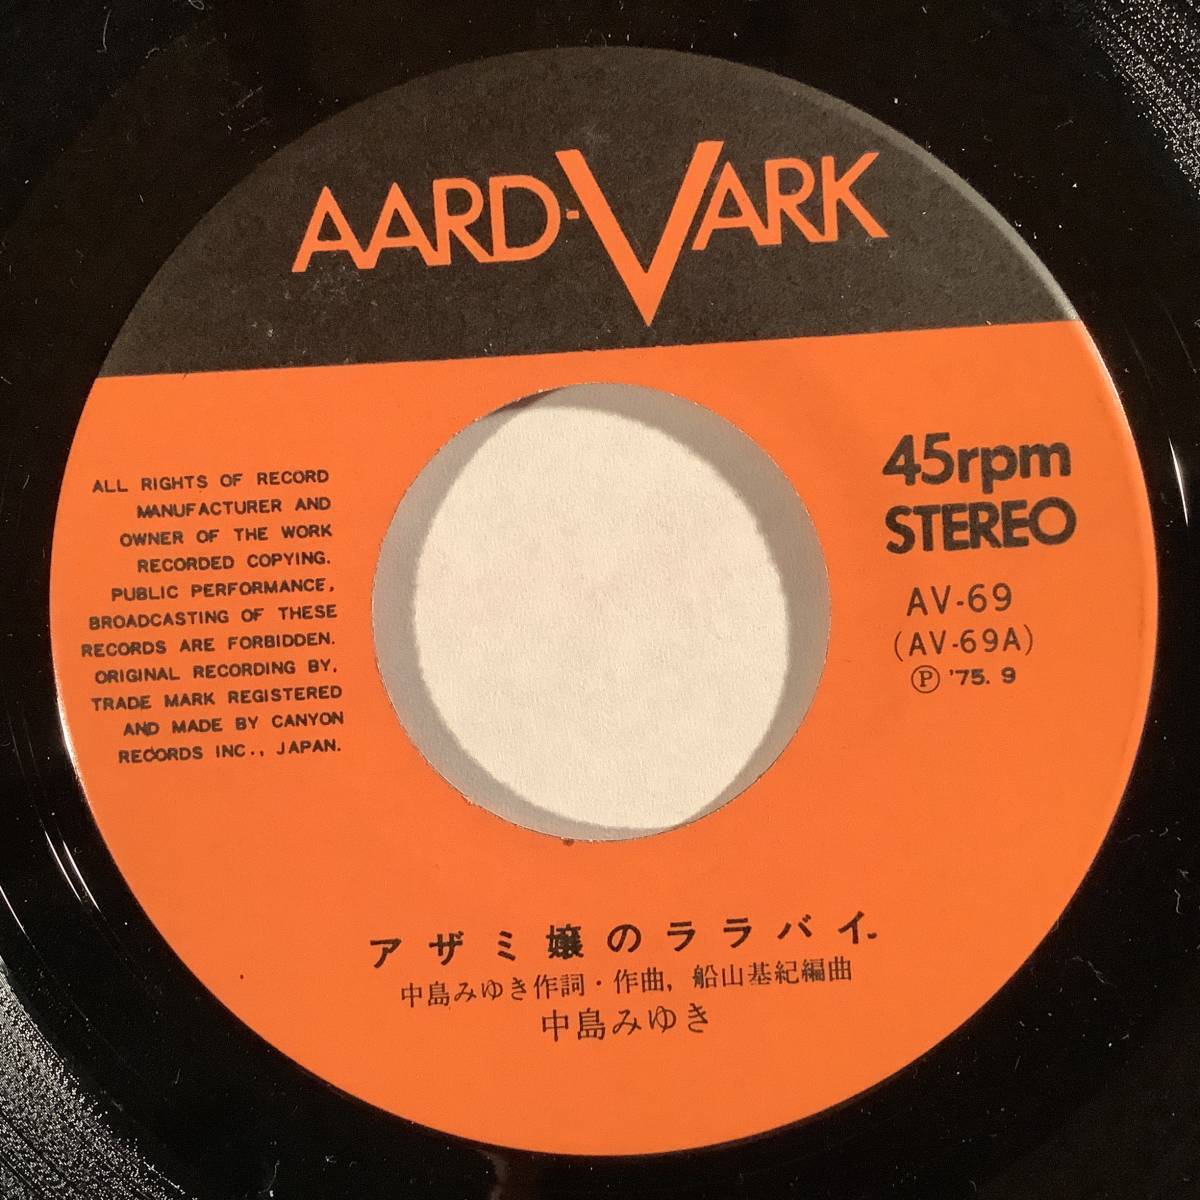 AARD-VARK
ALL RIGHTS OF RECORD
MANUFACTURER AND
OWNER OF THE WORK
RECORDED COPYING.
PUBLIC PERFORMANCE,
BROADCASTING OF THESE
RECORDS ARE FORBIDDEN.
ORIGINAL RECORDING BY,
TRADE MARK REGISTERED
AND MADE BY CANYON
RECORDS INC., JAPAN.
45rpm
STEREO
AV-69
(AV-69A)
Ⓟ '75. 9
アザミ嬢のララバイ
中島みゆき作詞・作曲, 船山基紀編曲
中島みゆき